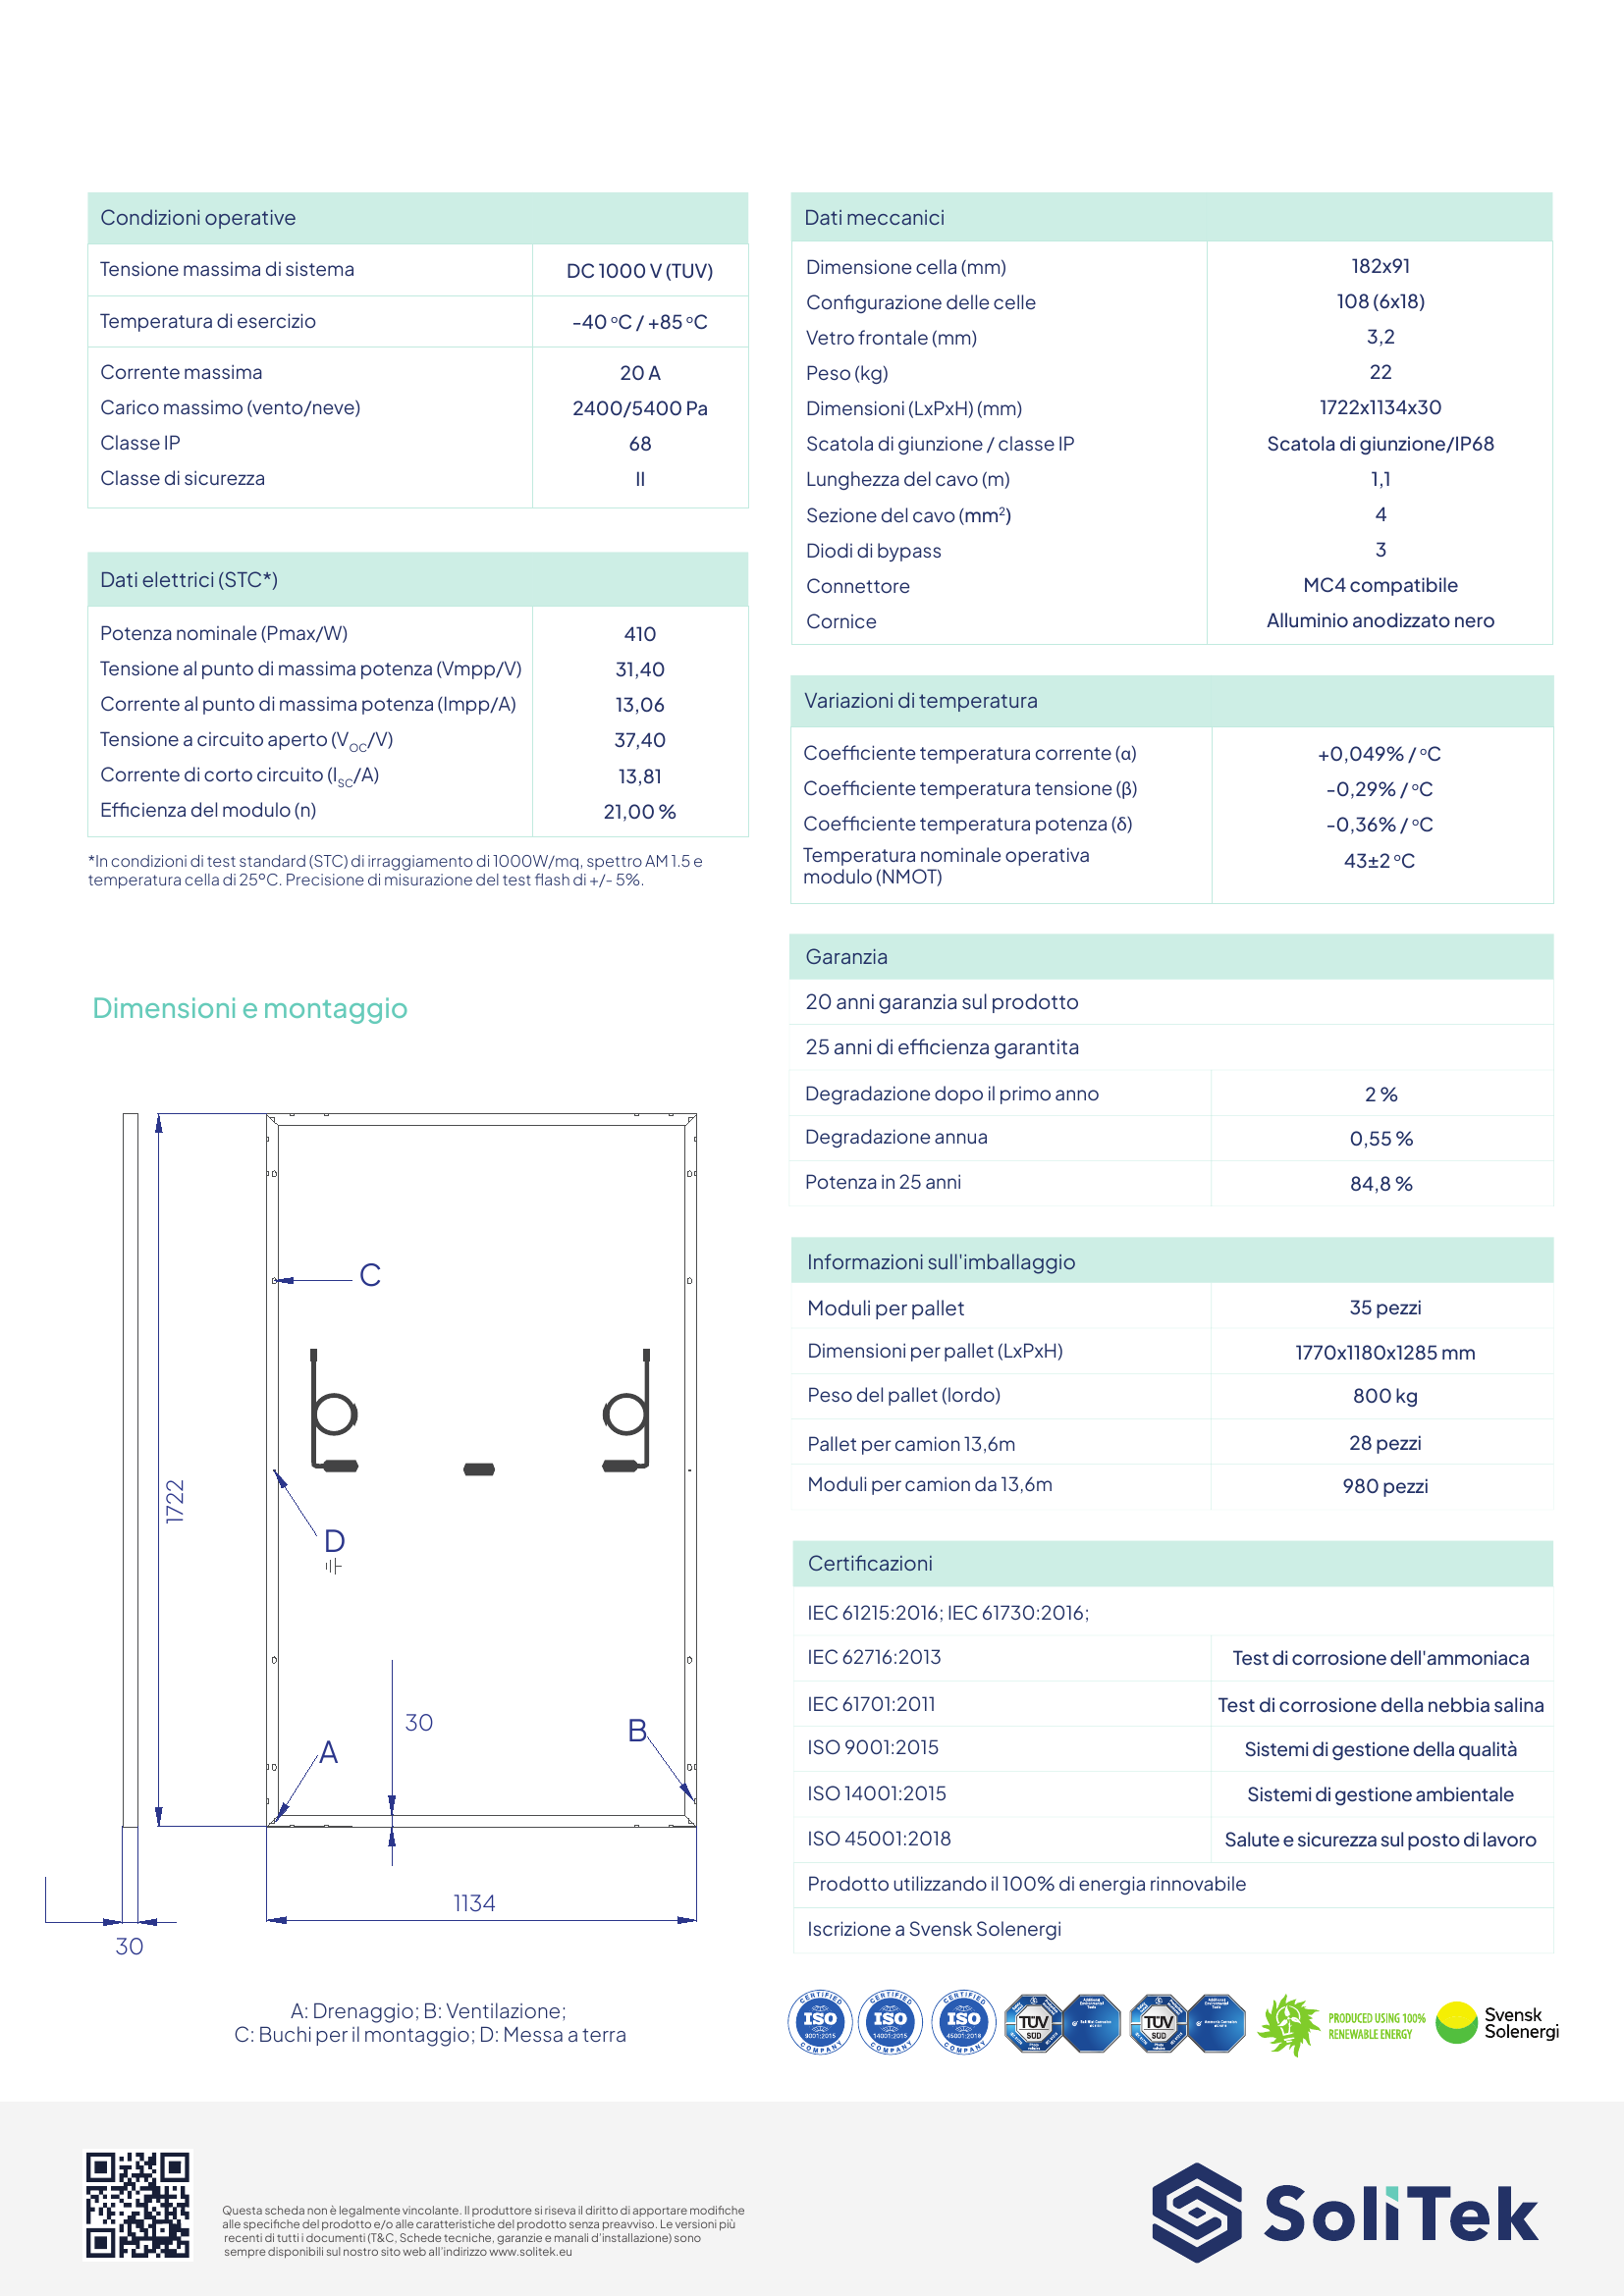 Condizioni operative
Tensione massima di sistema DC 1000 V (TUV)
Temperatura di esercizio -40 ºC / +85 ºC
Corrente massima 20 A
Carico massimo (vento/neve) 2400/5400 Pa
Classe IP 68
Classe di sicurezza II
Dati elettrici (STC*)
Potenza nominale (Pmax/W) 410
Tensione al punto di massima potenza (Vmpp/V) 31,40
Corrente al punto di massima potenza (Impp/A) 13,06
Tensione a circuito aperto (VOC/V) 37,40
Corrente di corto circuito (ISC/A) 13,81
Efficienza del modulo (n) 21,00 %
*In condizioni di test standard (STC) di irraggiamento di 1000W/mq, spettro AM 1.5 e
temperatura cella di 25ºC. Precisione di misurazione del test flash di +/- 5%.
Dimensioni e montaggio
C
1722
D
30
B
A
1134
30
A: Drenaggio; B: Ventilazione;
C: Buchi per il montaggio; D: Messa a terra
Dati meccanici
Dimensione cella (mm) 182x91
Configurazione delle celle 108 (6x18)
Vetro frontale (mm) 3,2
Peso (kg) 22
Dimensioni (LxPxH) (mm) 1722x1134x30
Scatola di giunzione / classe IP Scatola di giunzione/IP68
Lunghezza del cavo (m) 1,1
Sezione del cavo (mm²) 4
Diodi di bypass 3
Connettore MC4 compatibile
Cornice Alluminio anodizzato nero
Variazioni di temperatura
Coefficiente temperatura corrente (α) +0,049% / ºC
Coefficiente temperatura tensione (β) -0,29% / ºC
Coefficiente temperatura potenza (δ) -0,36% / ºC
Temperatura nominale operativa 43±2 ºC
modulo (NMOT)
Garanzia
20 anni garanzia sul prodotto
25 anni di efficienza garantita
Degradazione dopo il primo anno 2 %
Degradazione annua 0,55 %
Potenza in 25 anni 84,8 %
Informazioni sull'imballaggio
Moduli per pallet 35 pezzi
Dimensioni per pallet (LxPxH) 1770x1180x1285 mm
Peso del pallet (lordo) 800 kg
Pallet per camion 13,6m 28 pezzi
Moduli per camion da 13,6m 980 pezzi
Certificazioni
IEC 61215:2016; IEC 61730:2016;
IEC 62716:2013 Test di corrosione dell'ammoniaca
IEC 61701:2011 Test di corrosione della nebbia salina
ISO 9001:2015 Sistemi di gestione della qualità
ISO 14001:2015 Sistemi di gestione ambientale
ISO 45001:2018 Salute e sicurezza sul posto di lavoro
Prodotto utilizzando il 100% di energia rinnovabile
Iscrizione a Svensk Solenergi
CERTIFIED ISO 9001:2015 COMPANY
CERTIFIED ISO 14001:2015 COMPANY
CERTIFIED ISO 45001:2018 COMPANY
TÜV SÜD
TÜV SÜD
PRODUCED USING 100%
RENEWABLE ENERGY
Svensk
Solenergi
Questa scheda non è legalmente vincolante. Il produttore si riseva il diritto di apportare modifiche
alle specifiche del prodotto e/o alle caratteristiche del prodotto senza preavviso. Le versioni più
recenti di tutti i documenti (T&C, Schede tecniche, garanzie e manali d'installazione) sono
sempre disponibili sul nostro sito web all'indirizzo www.solitek.eu
SoliTek